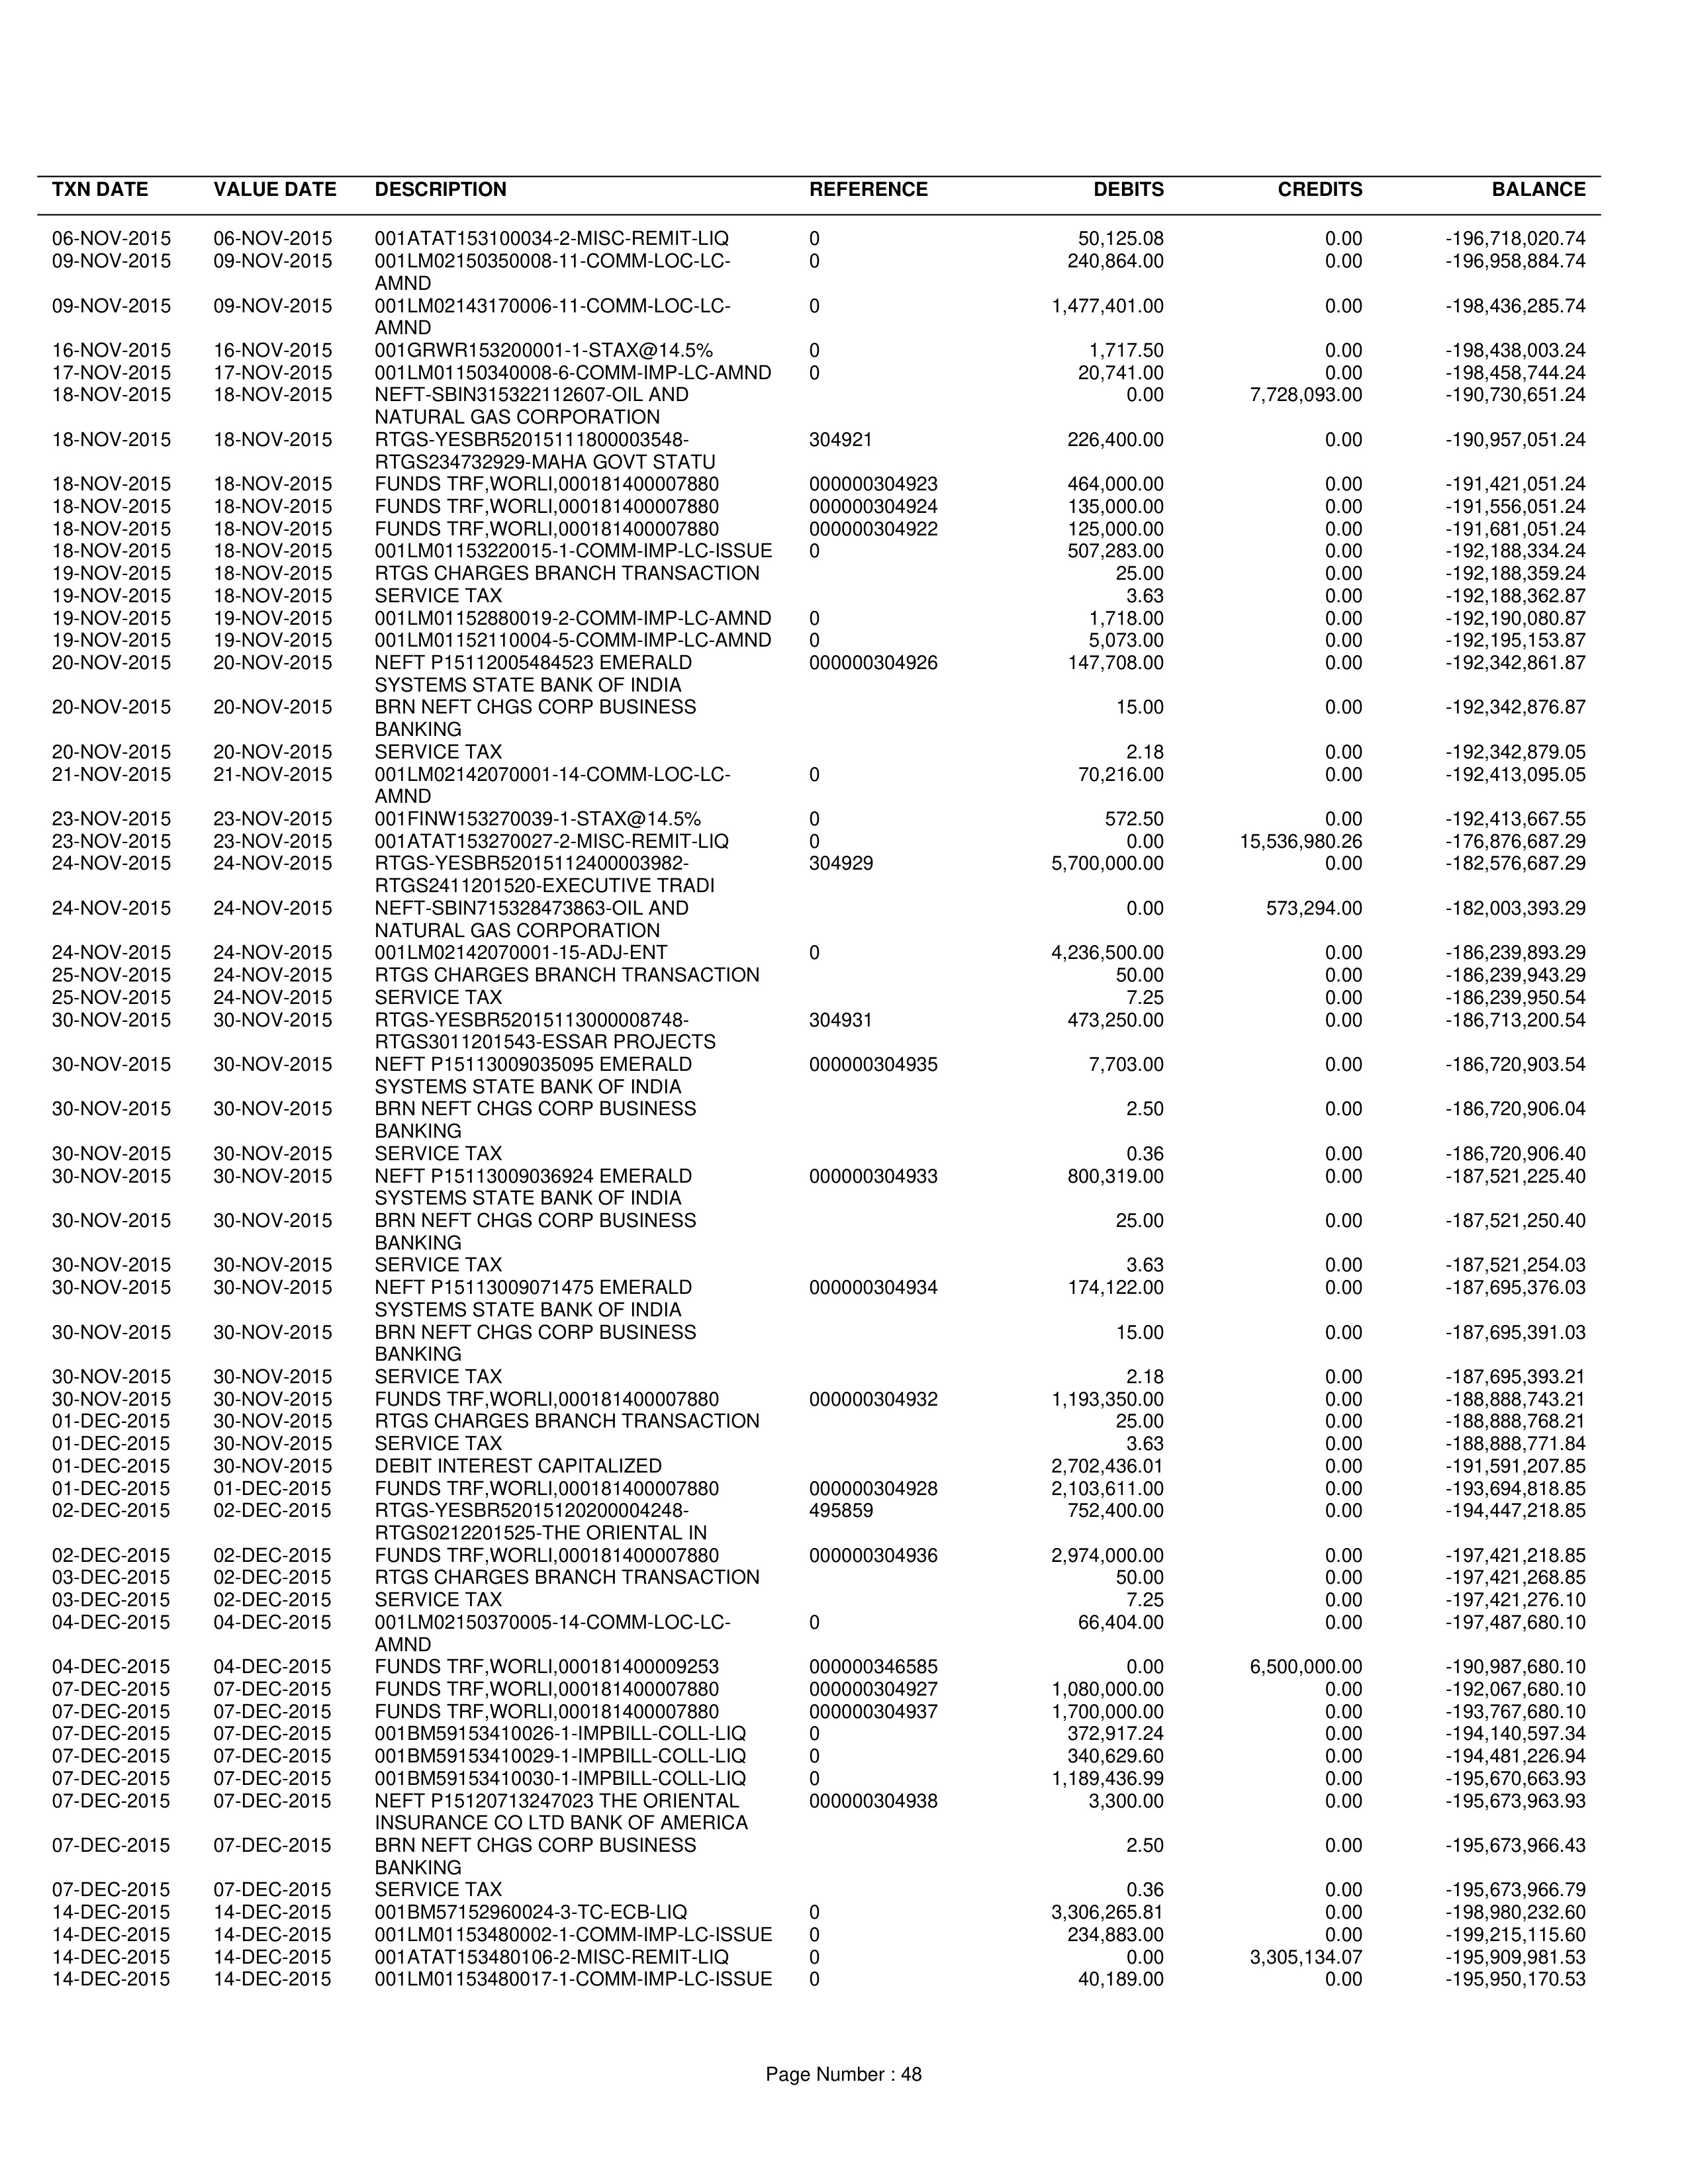 TXN DATE VALUE DATE DESCRIPTION REFERENCE DEBITS CREDITS BALANCE
06-NOV-2015 06-NOV-2015 001ATAT153100034-2-MISC-REMIT-LIQ 0 50,125.08 0.00 -196,718,020.74
09-NOV-2015 09-NOV-2015 001LM02150350008-11-COMM-LOC-LC- 0 240,864.00 0.00 -196,958,884.74
AMND
09-NOV-2015 09-NOV-2015 001LM02143170006-11-COMM-LOC-LC- 0 1,477,401.00 0.00 -198,436,285.74
AMND
16-NOV-2015 16-NOV-2015 001GRWR153200001-1-STAX@14.5% 0 1,717.50 0.00 -198,438,003.24
17-NOV-2015 17-NOV-2015 001LM01150340008-6-COMM-IMP-LC-AMND 0 20,741.00 0.00 -198,458,744.24
18-NOV-2015 18-NOV-2015 NEFT-SBIN315322112607-OIL AND 0.00 7,728,093.00 -190,730,651.24
NATURAL GAS CORPORATION
18-NOV-2015 18-NOV-2015 RTGS-YESBR52015111800003548- 304921 226,400.00 0.00 -190,957,051.24
RTGS234732929-MAHA GOVT STATU
18-NOV-2015 18-NOV-2015 FUNDS TRF,WORLI,000181400007880 000000304923 464,000.00 0.00 -191,421,051.24
18-NOV-2015 18-NOV-2015 FUNDS TRF,WORLI,000181400007880 000000304924 135,000.00 0.00 -191,556,051.24
18-NOV-2015 18-NOV-2015 FUNDS TRF,WORLI,000181400007880 000000304922 125,000.00 0.00 -191,681,051.24
18-NOV-2015 18-NOV-2015 001LM01153220015-1-COMM-IMP-LC-ISSUE 0 507,283.00 0.00 -192,188,334.24
19-NOV-2015 18-NOV-2015 RTGS CHARGES BRANCH TRANSACTION 25.00 0.00 -192,188,359.24
19-NOV-2015 18-NOV-2015 SERVICE TAX 3.63 0.00 -192,188,362.87
19-NOV-2015 19-NOV-2015 001LM01152880019-2-COMM-IMP-LC-AMND 0 1,718.00 0.00 -192,190,080.87
19-NOV-2015 19-NOV-2015 001LM01152110004-5-COMM-IMP-LC-AMND 0 5,073.00 0.00 -192,195,153.87
20-NOV-2015 20-NOV-2015 NEFT P15112005484523 EMERALD 000000304926 147,708.00 0.00 -192,342,861.87
SYSTEMS STATE BANK OF INDIA
20-NOV-2015 20-NOV-2015 BRN NEFT CHGS CORP BUSINESS 15.00 0.00 -192,342,876.87
BANKING
20-NOV-2015 20-NOV-2015 SERVICE TAX 2.18 0.00 -192,342,879.05
21-NOV-2015 21-NOV-2015 001LM02142070001-14-COMM-LOC-LC- 0 70,216.00 0.00 -192,413,095.05
AMND
23-NOV-2015 23-NOV-2015 001FINW153270039-1-STAX@14.5% 0 572.50 0.00 -192,413,667.55
23-NOV-2015 23-NOV-2015 001ATAT153270027-2-MISC-REMIT-LIQ 0 0.00 15,536,980.26 -176,876,687.29
24-NOV-2015 24-NOV-2015 RTGS-YESBR52015112400003982- 304929 5,700,000.00 0.00 -182,576,687.29
RTGS2411201520-EXECUTIVE TRADI
24-NOV-2015 24-NOV-2015 NEFT-SBIN715328473863-OIL AND 0.00 573,294.00 -182,003,393.29
NATURAL GAS CORPORATION
24-NOV-2015 24-NOV-2015 001LM02142070001-15-ADJ-ENT 0 4,236,500.00 0.00 -186,239,893.29
25-NOV-2015 24-NOV-2015 RTGS CHARGES BRANCH TRANSACTION 50.00 0.00 -186,239,943.29
25-NOV-2015 24-NOV-2015 SERVICE TAX 7.25 0.00 -186,239,950.54
30-NOV-2015 30-NOV-2015 RTGS-YESBR52015113000008748- 304931 473,250.00 0.00 -186,713,200.54
RTGS3011201543-ESSAR PROJECTS
30-NOV-2015 30-NOV-2015 NEFT P15113009035095 EMERALD 000000304935 7,703.00 0.00 -186,720,903.54
SYSTEMS STATE BANK OF INDIA
30-NOV-2015 30-NOV-2015 BRN NEFT CHGS CORP BUSINESS 2.50 0.00 -186,720,906.04
BANKING
30-NOV-2015 30-NOV-2015 SERVICE TAX 0.36 0.00 -186,720,906.40
30-NOV-2015 30-NOV-2015 NEFT P15113009036924 EMERALD 000000304933 800,319.00 0.00 -187,521,225.40
SYSTEMS STATE BANK OF INDIA
30-NOV-2015 30-NOV-2015 BRN NEFT CHGS CORP BUSINESS 25.00 0.00 -187,521,250.40
BANKING
30-NOV-2015 30-NOV-2015 SERVICE TAX 3.63 0.00 -187,521,254.03
30-NOV-2015 30-NOV-2015 NEFT P15113009071475 EMERALD 000000304934 174,122.00 0.00 -187,695,376.03
SYSTEMS STATE BANK OF INDIA
30-NOV-2015 30-NOV-2015 BRN NEFT CHGS CORP BUSINESS 15.00 0.00 -187,695,391.03
BANKING
30-NOV-2015 30-NOV-2015 SERVICE TAX 2.18 0.00 -187,695,393.21
30-NOV-2015 30-NOV-2015 FUNDS TRF,WORLI,000181400007880 000000304932 1,193,350.00 0.00 -188,888,743.21
01-DEC-2015 30-NOV-2015 RTGS CHARGES BRANCH TRANSACTION 25.00 0.00 -188,888,768.21
01-DEC-2015 30-NOV-2015 SERVICE TAX 3.63 0.00 -188,888,771.84
01-DEC-2015 30-NOV-2015 DEBIT INTEREST CAPITALIZED 2,702,436.01 0.00 -191,591,207.85
01-DEC-2015 01-DEC-2015 FUNDS TRF,WORLI,000181400007880 000000304928 2,103,611.00 0.00 -193,694,818.85
02-DEC-2015 02-DEC-2015 RTGS-YESBR52015120200004248- 495859 752,400.00 0.00 -194,447,218.85
RTGS0212201525-THE ORIENTAL IN
02-DEC-2015 02-DEC-2015 FUNDS TRF,WORLI,000181400007880 000000304936 2,974,000.00 0.00 -197,421,218.85
03-DEC-2015 02-DEC-2015 RTGS CHARGES BRANCH TRANSACTION 50.00 0.00 -197,421,268.85
03-DEC-2015 02-DEC-2015 SERVICE TAX 7.25 0.00 -197,421,276.10
04-DEC-2015 04-DEC-2015 001LM02150370005-14-COMM-LOC-LC- 0 66,404.00 0.00 -197,487,680.10
AMND
04-DEC-2015 04-DEC-2015 FUNDS TRF,WORLI,000181400009253 000000346585 0.00 6,500,000.00 -190,987,680.10
07-DEC-2015 07-DEC-2015 FUNDS TRF,WORLI,000181400007880 000000304927 1,080,000.00 0.00 -192,067,680.10
07-DEC-2015 07-DEC-2015 FUNDS TRF,WORLI,000181400007880 000000304937 1,700,000.00 0.00 -193,767,680.10
07-DEC-2015 07-DEC-2015 001BM59153410026-1-IMPBILL-COLL-LIQ 0 372,917.24 0.00 -194,140,597.34
07-DEC-2015 07-DEC-2015 001BM59153410029-1-IMPBILL-COLL-LIQ 0 340,629.60 0.00 -194,481,226.94
07-DEC-2015 07-DEC-2015 001BM59153410030-1-IMPBILL-COLL-LIQ 0 1,189,436.99 0.00 -195,670,663.93
07-DEC-2015 07-DEC-2015 NEFT P15120713247023 THE ORIENTAL 000000304938 3,300.00 0.00 -195,673,963.93
INSURANCE CO LTD BANK OF AMERICA
07-DEC-2015 07-DEC-2015 BRN NEFT CHGS CORP BUSINESS 2.50 0.00 -195,673,966.43
BANKING
07-DEC-2015 07-DEC-2015 SERVICE TAX 0.36 0.00 -195,673,966.79
14-DEC-2015 14-DEC-2015 001BM57152960024-3-TC-ECB-LIQ 0 3,306,265.81 0.00 -198,980,232.60
14-DEC-2015 14-DEC-2015 001LM01153480002-1-COMM-IMP-LC-ISSUE 0 234,883.00 0.00 -199,215,115.60
14-DEC-2015 14-DEC-2015 001ATAT153480106-2-MISC-REMIT-LIQ 0 0.00 3,305,134.07 -195,909,981.53
14-DEC-2015 14-DEC-2015 001LM01153480017-1-COMM-IMP-LC-ISSUE 0 40,189.00 0.00 -195,950,170.53
Page Number : 48